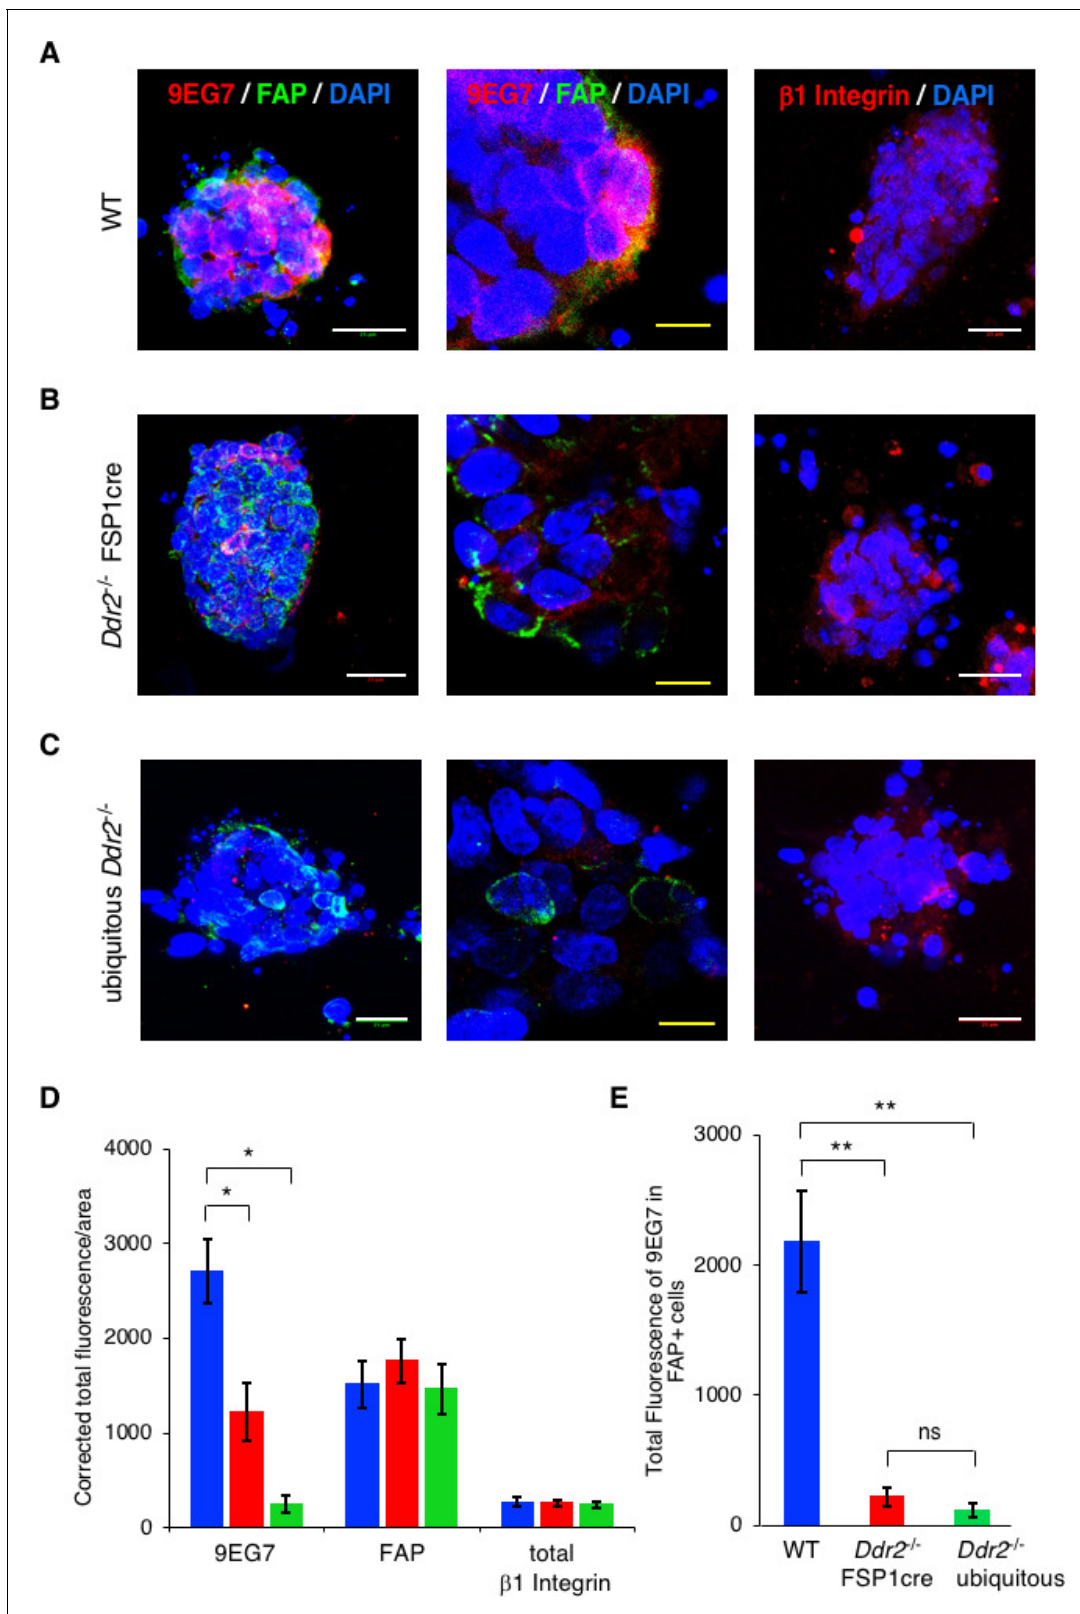 A
9EG7 / FAP / DAPI
9EG7 / FAP / DAPI
β1 Integrin / DAPI
WT
B
Ddr2-/- FSP1cre
C
ubiquitous Ddr2-/-
D
Corrected total fluorescence/area
4000
3000
2000
1000
0
*
*
9EG7
FAP
total
β1 Integrin
E
Total Fluorescence of 9EG7 in
FAP+ cells
3000
2000
1000
0
**
**
ns
WT
Ddr2-/-
FSP1cre
Ddr2-/-
ubiquitous